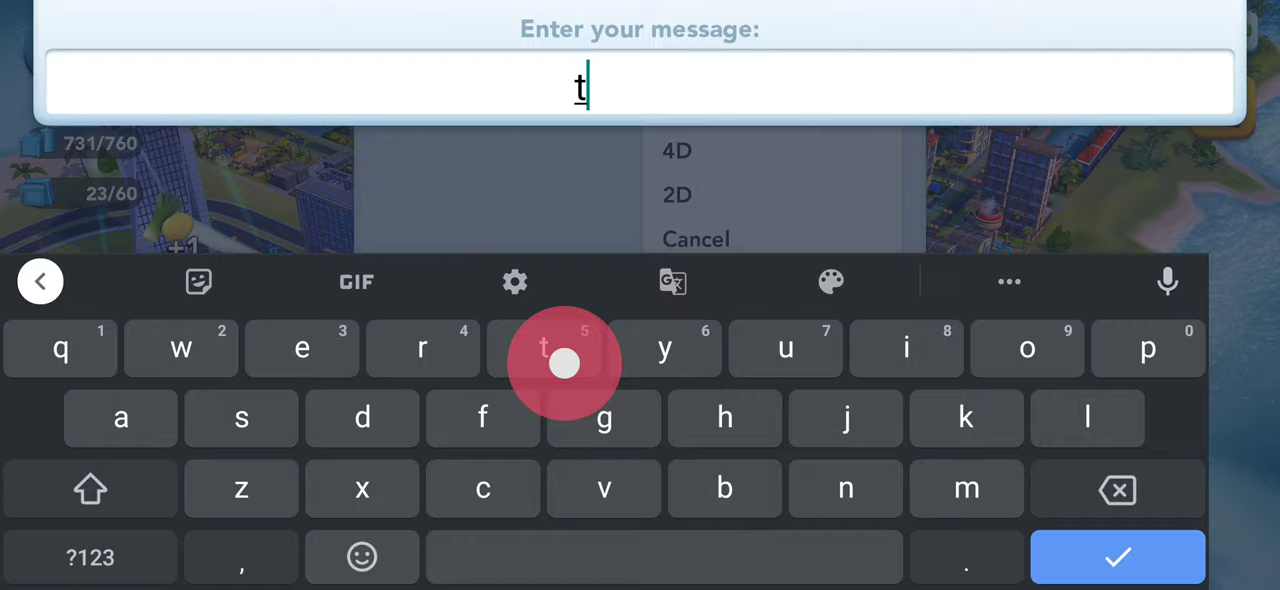 Enter your message:
t
731/760
4D
23/60
2D
+1
Cancel
GIF
q 1 w 2 e 3 r 4 t 5 y 6 u 7 i 8 o 9 p 0
a s d f g h j k l
z x c v b n m
?123 , .